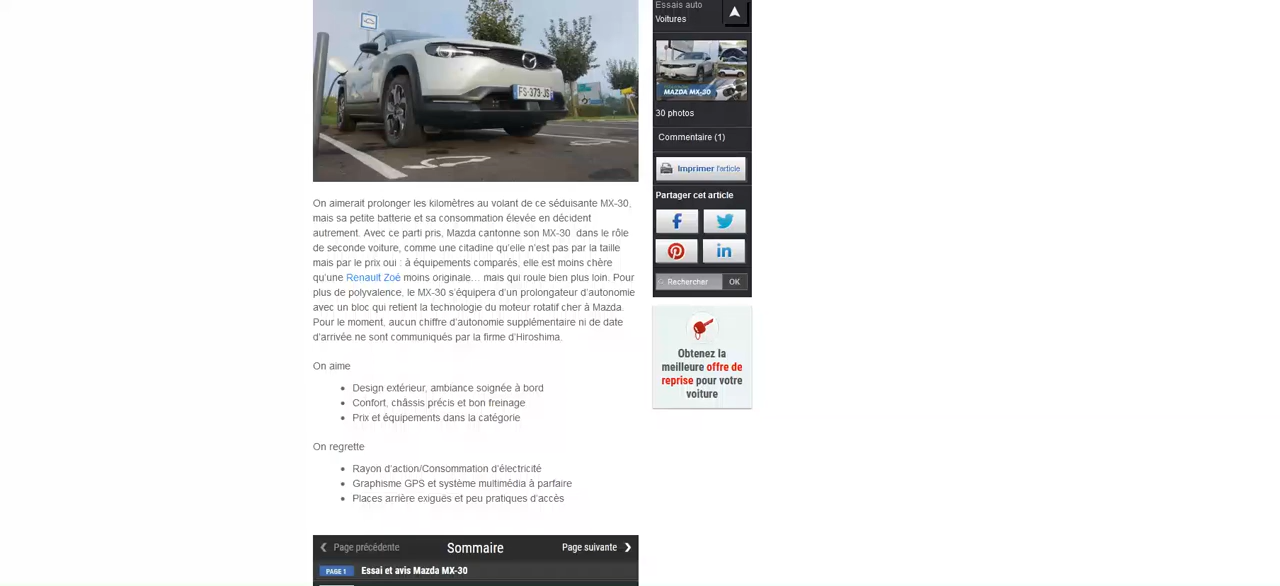 FS-373-JS
On aimerait prolonger les kilomètres au volant de ce séduisante MX-30,
mais sa petite batterie et sa consommation élevée en décident
autrement. Avec ce parti pris, Mazda cantonne son MX-30 dans le rôle
de seconde voiture, comme une citadine qu'elle n'est pas par la taille
mais par le prix oui : à équipements comparés, elle est moins chère
qu'une Renault Zoé moins originale… mais qui roule bien plus loin. Pour
plus de polyvalence, le MX-30 s'équipera d'un prolongateur d'autonomie
avec un bloc qui retient la technologie du moteur rotatif cher à Mazda.
Pour le moment, aucun chiffre d'autonomie supplémentaire ni de date
d'arrivée ne sont communiqués par la firme d'Hiroshima.
On aime
Design extérieur, ambiance soignée à bord
Confort, châssis précis et bon freinage
Prix et équipements dans la catégorie
On regrette
Rayon d'action/Consommation d'électricité
Graphisme GPS et système multimédia à parfaire
Places arrière exiguës et peu pratiques d'accès
Page précédente Sommaire Page suivante
PAGE 1 Essai et avis Mazda MX-30
Essais auto
Voitures
MAZDA MX-30
30 photos
Commentaire (1)
Imprimer l'article
Partager cet article
Rechercher OK
Obtenez la
meilleure offre de
reprise pour votre
voiture